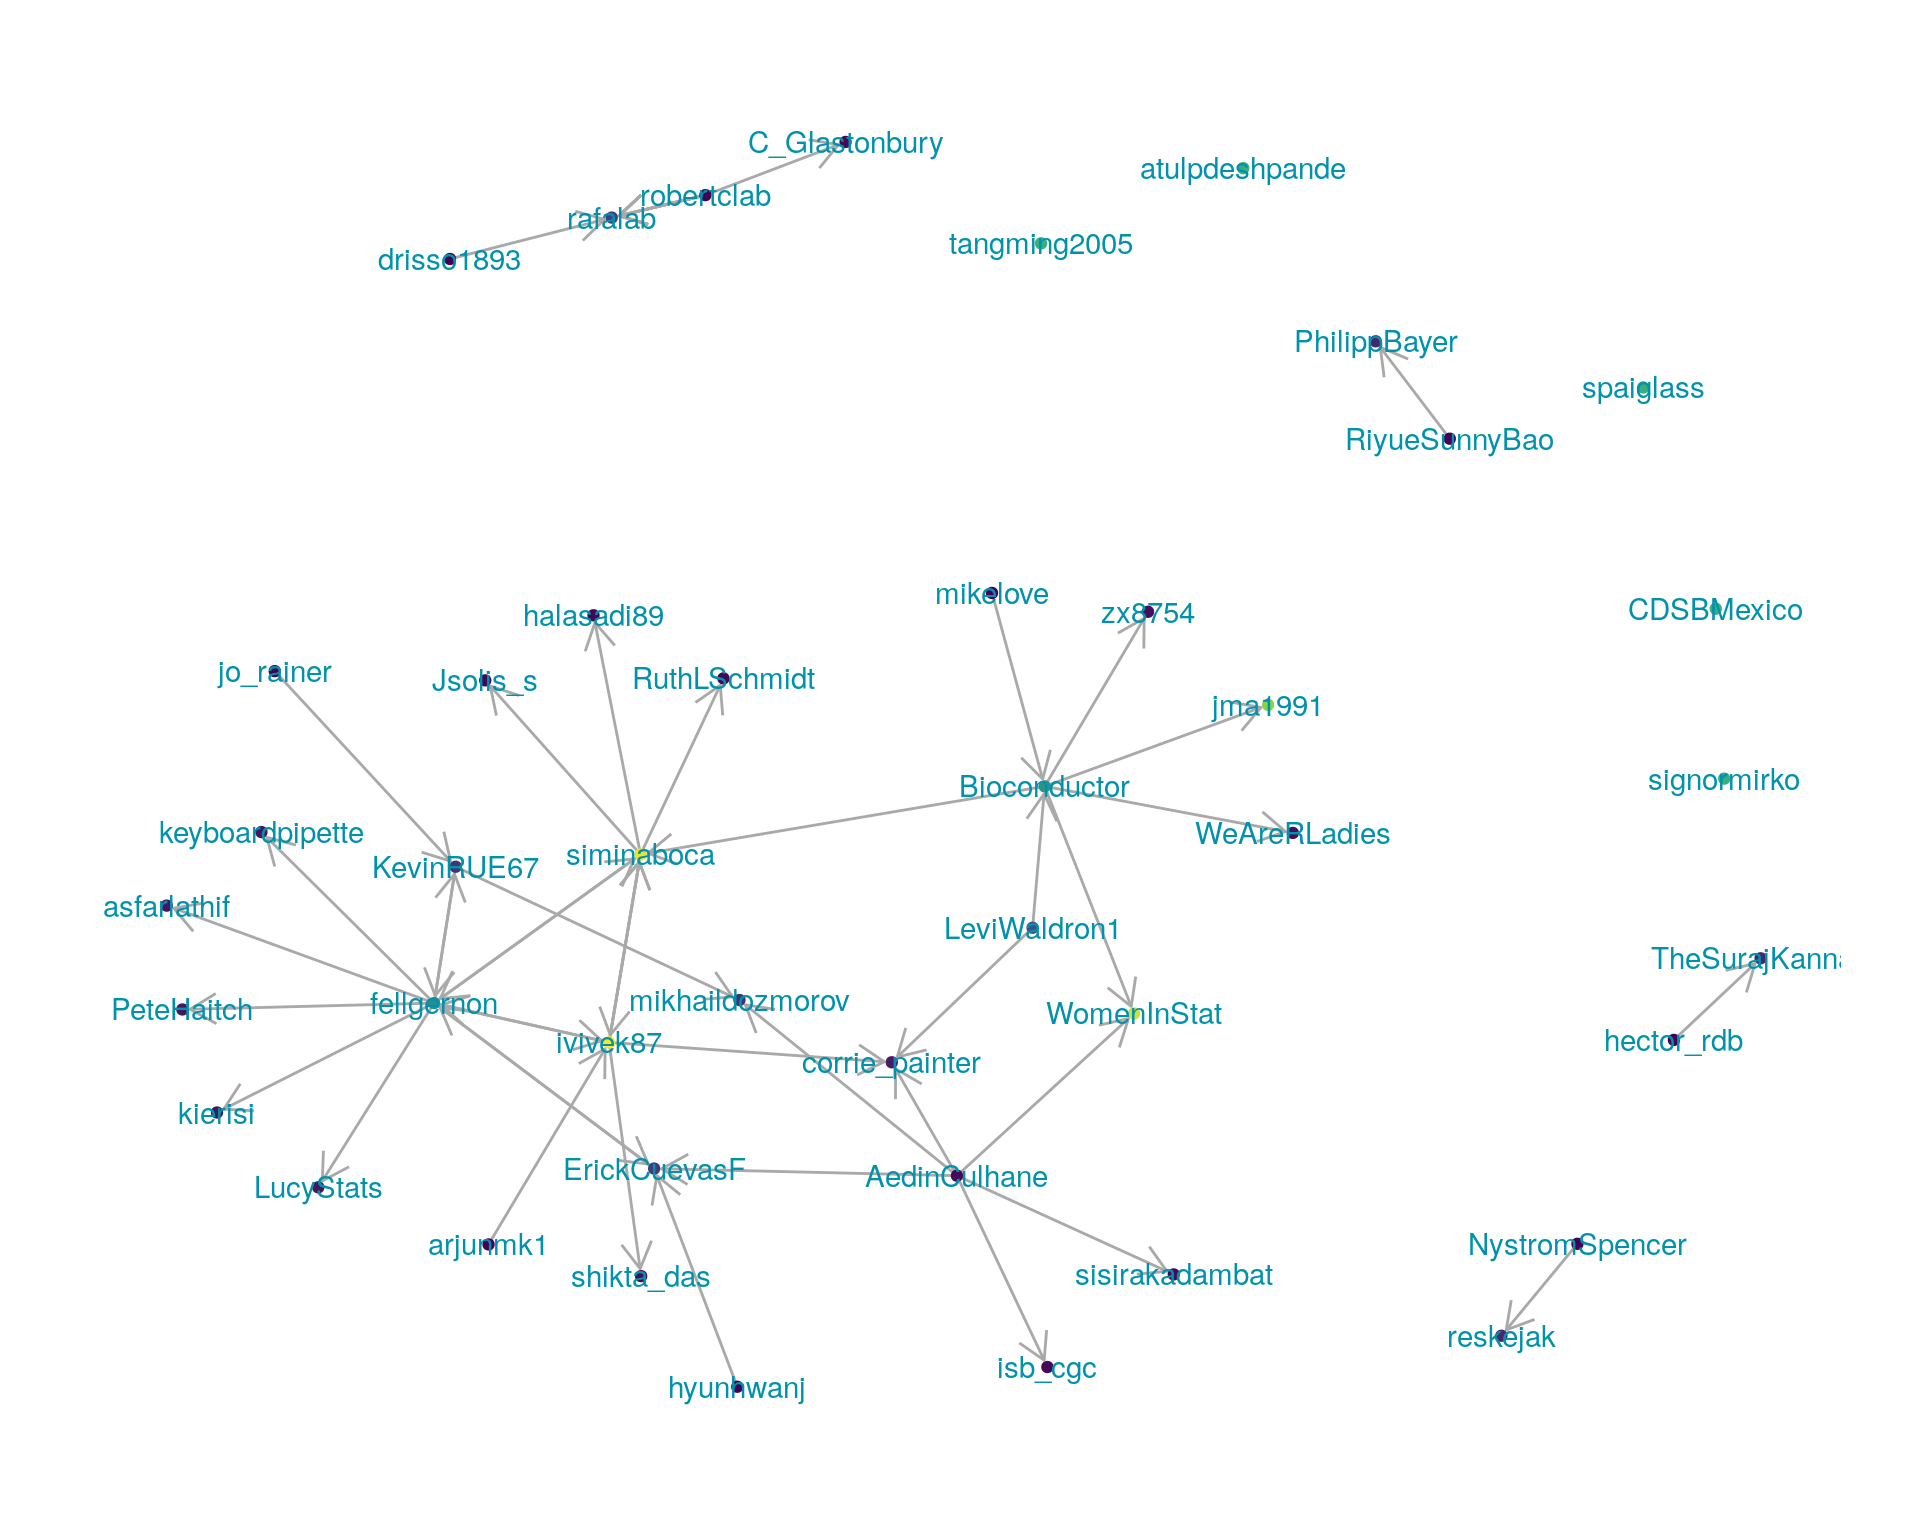 C_Glastonbury
atulpdeshpande
robertclab
rafalab
tangming2005
drisso1893
PhilippBayer
spaiglass
RiyueSunnyBao
mikelove
CDSBMexico
zx8754
halasadi89
jo_rainer
Jsolis_s
RuthLSchmidt
jma1991
signormirko
Bioconductor
keyboardpipette
WeAreRLadies
siminaboca
KevinRUE67
asfarlathif
LeviWaldron1
TheSurajKanna
mikhaildozmorov
fellgernon
PeteHaitch
WomenInStat
hector_rdb
ivivek87
corrie_painter
kierisi
ErickCuevasF
AedinCulhane
LucyStats
arjunmk1
NystromSpencer
shikta_das
sisirakadambat
reskejak
isb_cgc
hyunhwanj